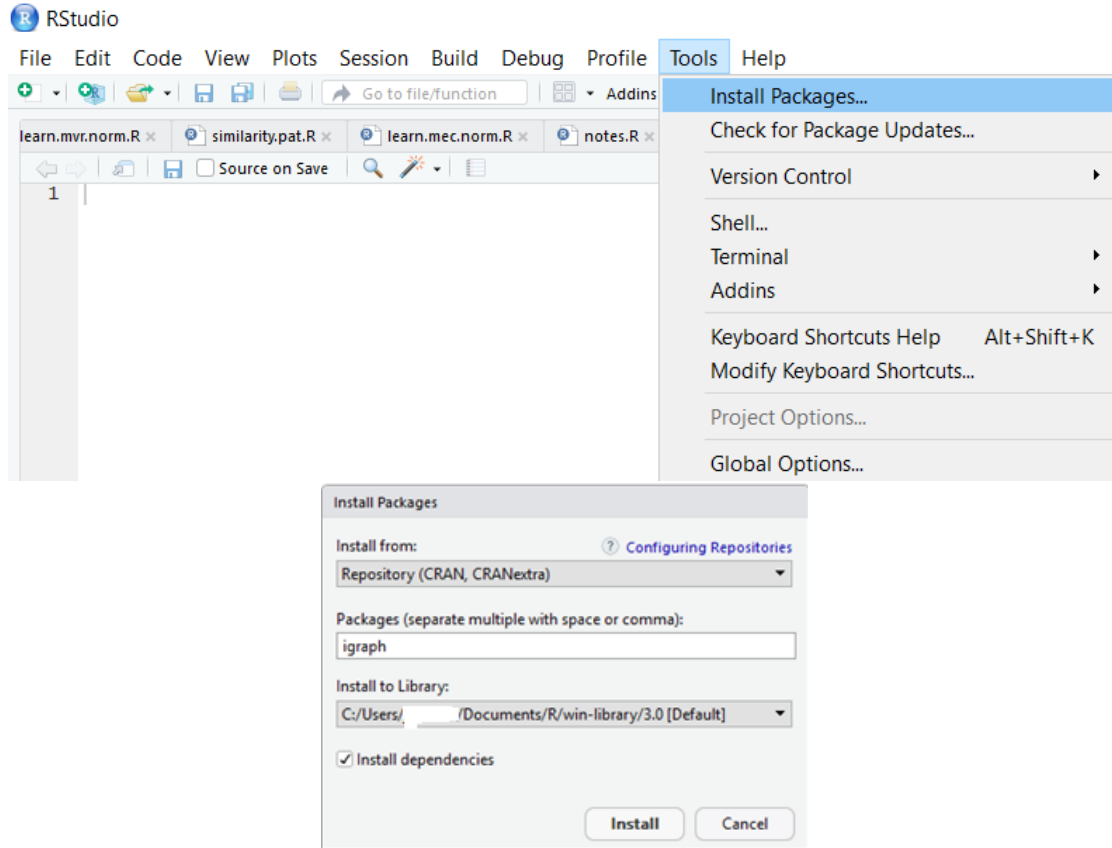 RStudio
File Edit Code View Plots Session Build Debug Profile Tools Help
Go to file/function Addins
Install Packages...
Check for Package Updates...
Version Control
Shell...
Terminal
Addins
Keyboard Shortcuts Help Alt+Shift+K
Modify Keyboard Shortcuts...
Project Options...
Global Options...
learn.mvr.norm.R similarity.pat.R learn.mec.norm.R notes.R
Source on Save
1
Install Packages
Install from: ? Configuring Repositories
Repository (CRAN, CRANextra)
Packages (separate multiple with space or comma):
igraph
Install to Library:
C:/Users/ /Documents/R/win-library/3.0 [Default]
Install dependencies
Install Cancel